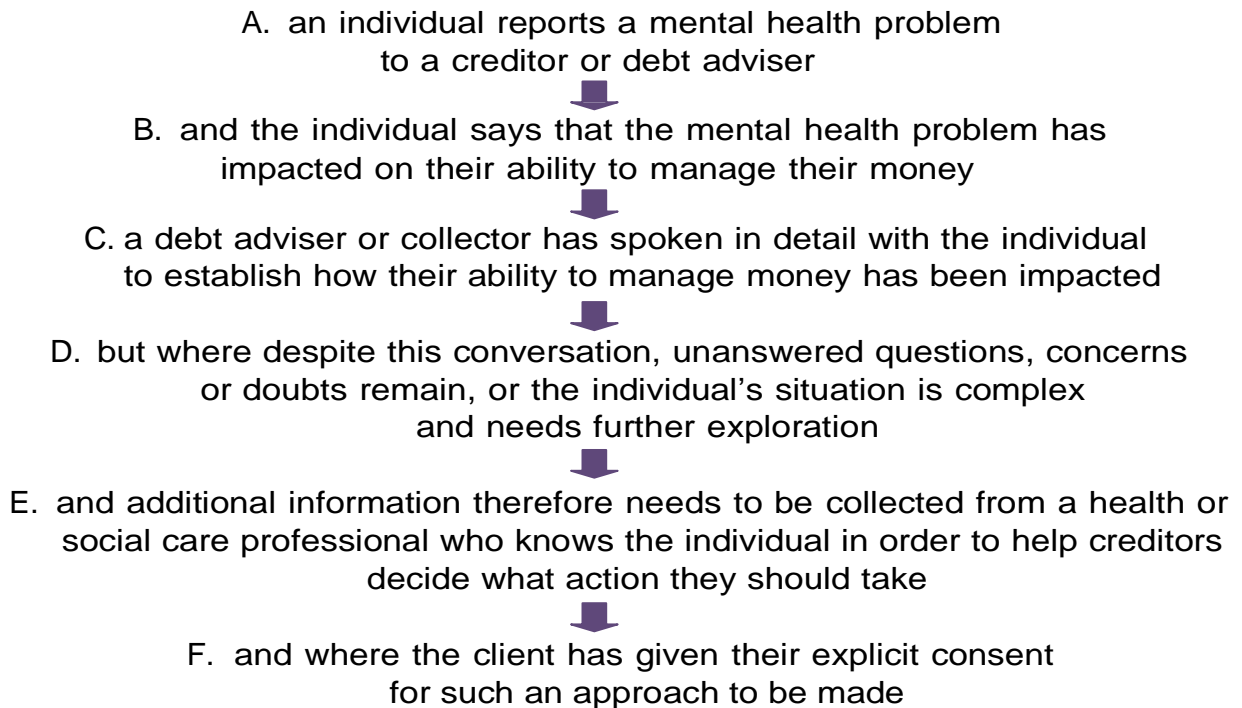 A. an individual reports a mental health problem
to a creditor or debt adviser
B. and the individual says that the mental health problem has
impacted on their ability to manage their money
C. a debt adviser or collector has spoken in detail with the individual
to establish how their ability to manage money has been impacted
D. but where despite this conversation, unanswered questions, concerns
or doubts remain, or the individual’s situation is complex
and needs further exploration
E. and additional information therefore needs to be collected from a health or
social care professional who knows the individual in order to help creditors
decide what action they should take
F. and where the client has given their explicit consent
for such an approach to be made